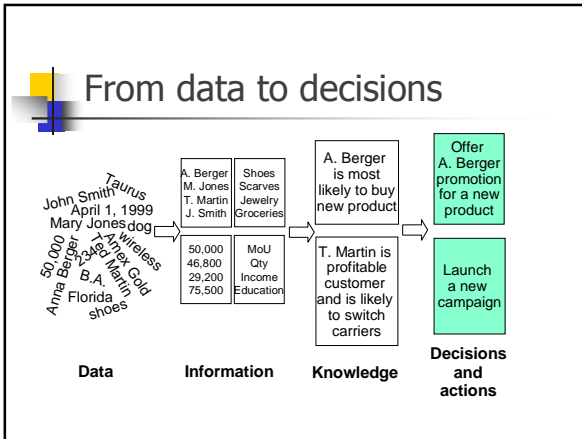 From data to decisions
Taurus
John Smith
April 1, 1999
Mary Jones
dog
wireless
50,000
234
Amex Gold
Ted Martin
Anna Berger
B.A.
Florida
shoes
Data
A. Berger
M. Jones
T. Martin
J. Smith
Shoes
Scarves
Jewelry
Groceries
50,000
46,800
29,200
75,500
MoU
Qty
Income
Education
Information
A. Berger
is most
likely to buy
new product
T. Martin is
profitable
customer
and is likely
to switch
carriers
Knowledge
Offer
A. Berger
promotion
for a new
product
Launch
a new
campaign
Decisions
and
actions